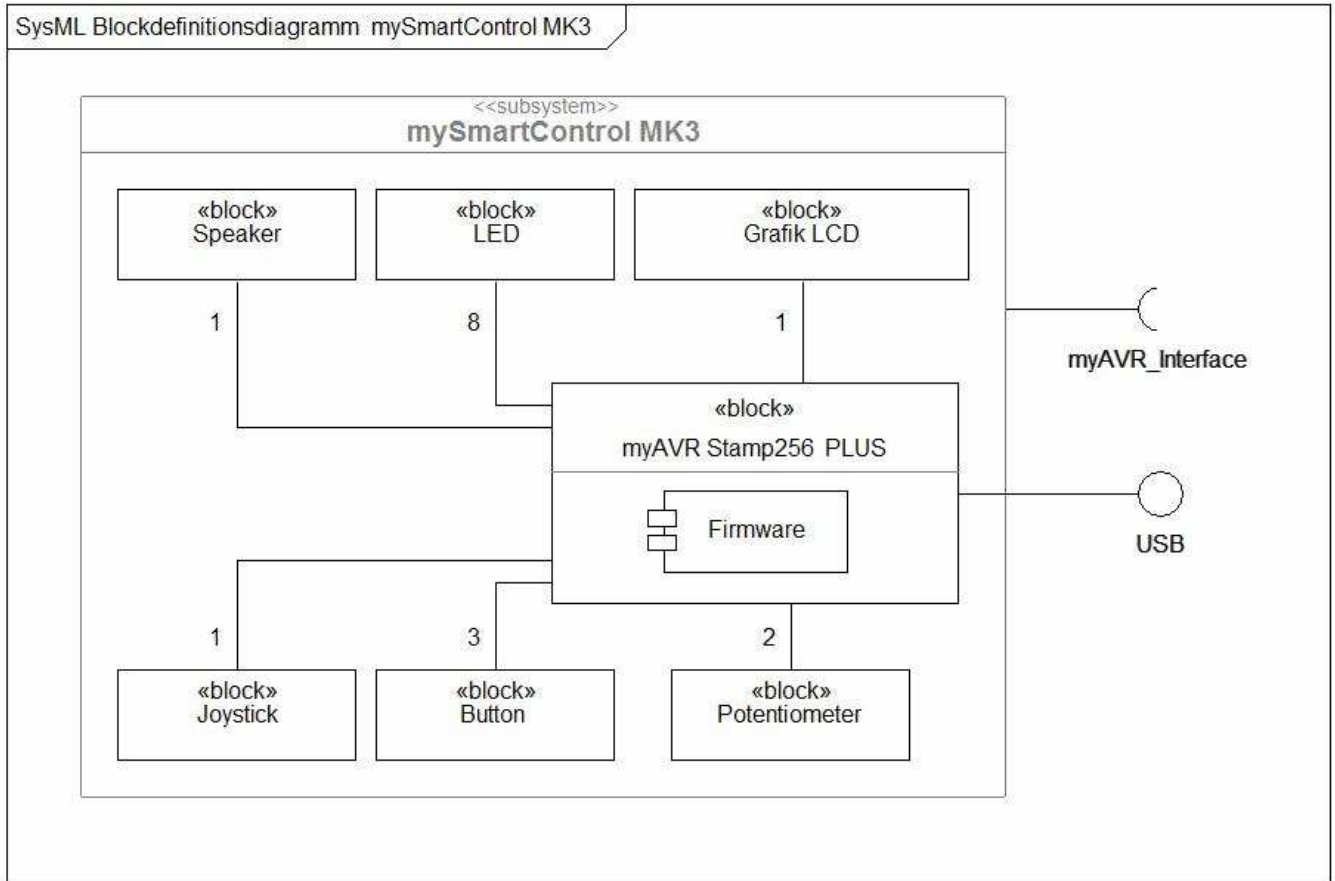 SysML Blockdefinitionsdiagramm mySmartControl MK3
<<subsystem>>
mySmartControl MK3
«block»
Speaker
«block»
LED
«block»
Grafik LCD
1
8
1
myAVR_Interface
«block»
myAVR Stamp256 PLUS
Firmware
USB
1
3
2
«block»
Joystick
«block»
Button
«block»
Potentiometer